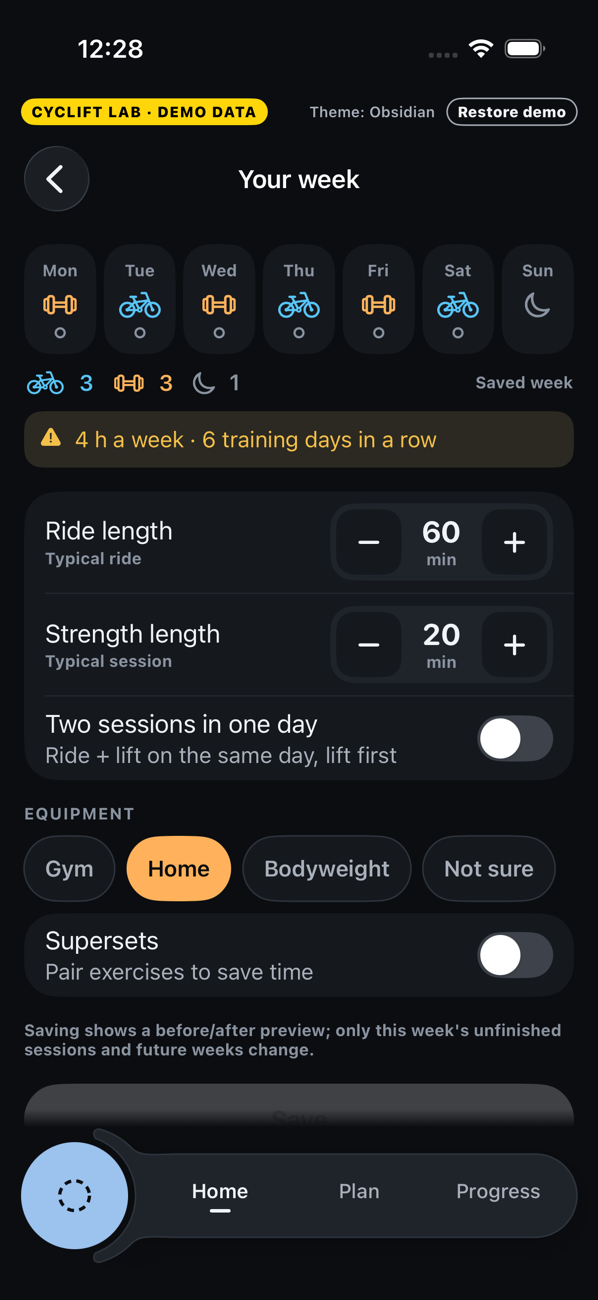 12:28
CYCLIFT LAB · DEMO DATA
Theme: Obsidian
Restore demo
Your week
Mon
Tue
Wed
Thu
Fri
Sat
Sun
3
3
1
Saved week
4 h a week · 6 training days in a row
Ride length
Typical ride
− 60 +
min
Strength length
Typical session
− 20 +
min
Two sessions in one day
Ride + lift on the same day, lift first
EQUIPMENT
Gym
Home
Bodyweight
Not sure
Supersets
Pair exercises to save time
Saving shows a before/after preview; only this week's unfinished
sessions and future weeks change.
Save
Home
Plan
Progress